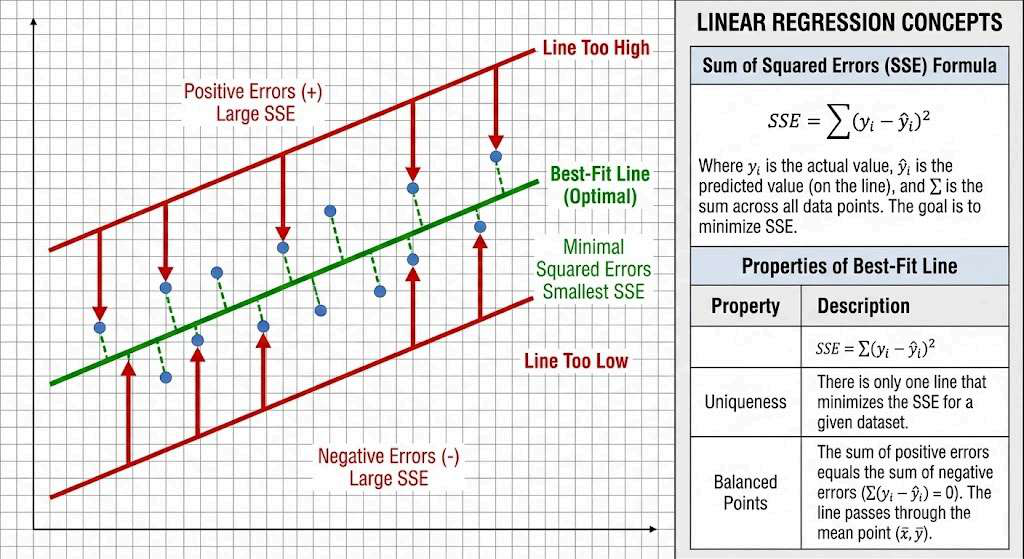 Line Too High
Positive Errors (+)
Large SSE
Best-Fit Line
(Optimal)
Minimal
Squared Errors
Smallest SSE
Line Too Low
Negative Errors (-)
Large SSE
LINEAR REGRESSION CONCEPTS
Sum of Squared Errors (SSE) Formula
SSE = ∑(yᵢ − ŷᵢ)²
Where yᵢ is the actual value, ŷᵢ is the
predicted value (on the line), and Σ is the
sum across all data points. The goal is to
minimize SSE.
Properties of Best-Fit Line
Property
Description
SSE = Σ(yᵢ − ŷᵢ)²
Uniqueness
There is only one line that
minimizes the SSE for a
given dataset.
Balanced
Points
The sum of positive errors
equals the sum of negative
errors (Σ(yᵢ − ŷᵢ) = 0). The
line passes through the
mean point (x̄, ȳ).